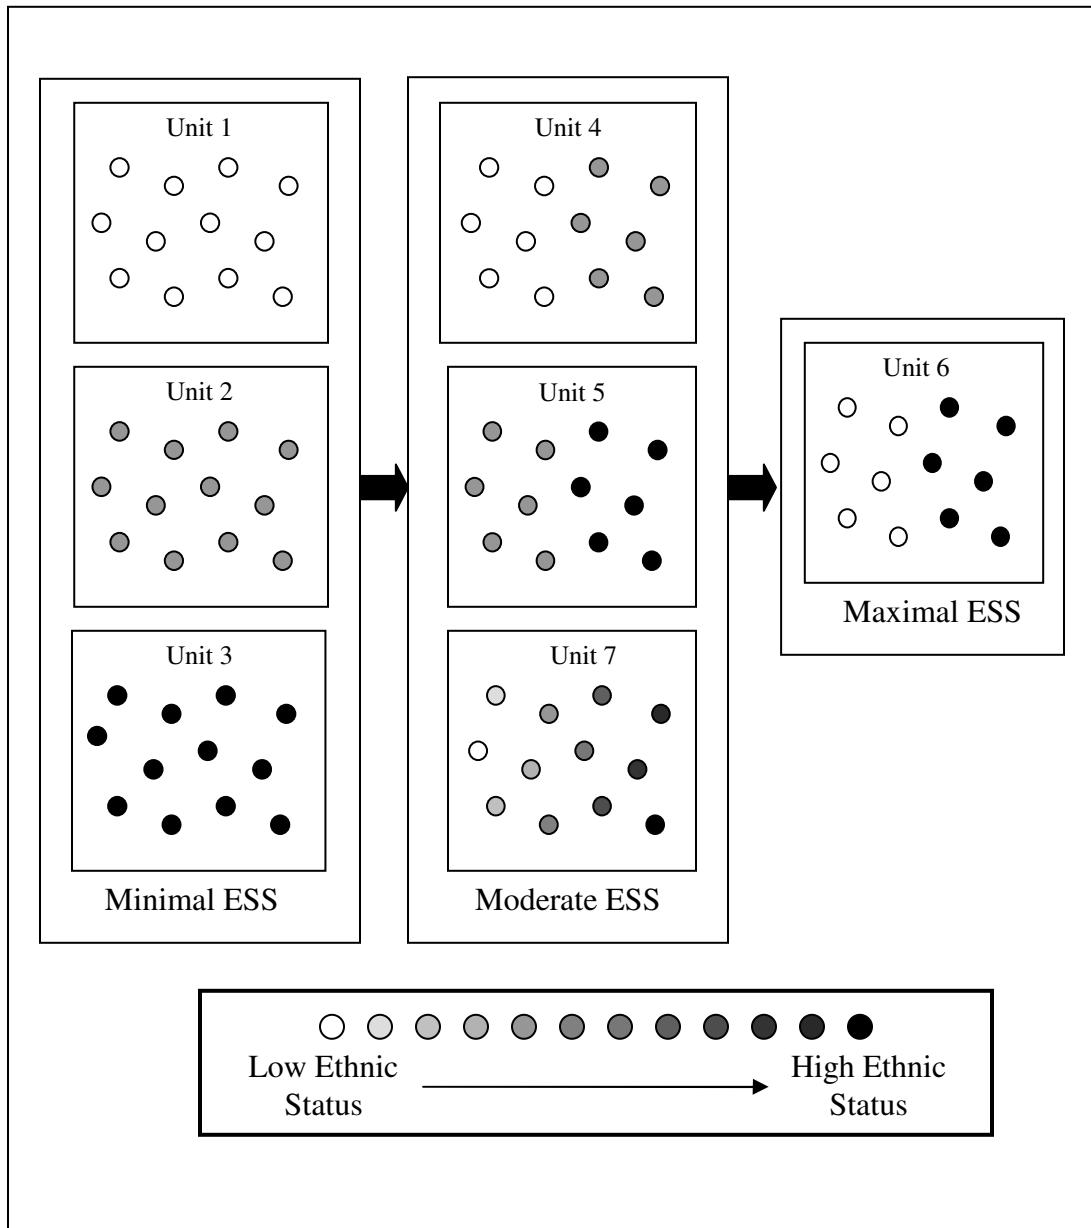 Unit 1
Unit 2
Unit 3
Minimal ESS
Unit 4
Unit 5
Unit 7
Moderate ESS
Unit 6
Maximal ESS
Low Ethnic
Status
High Ethnic
Status